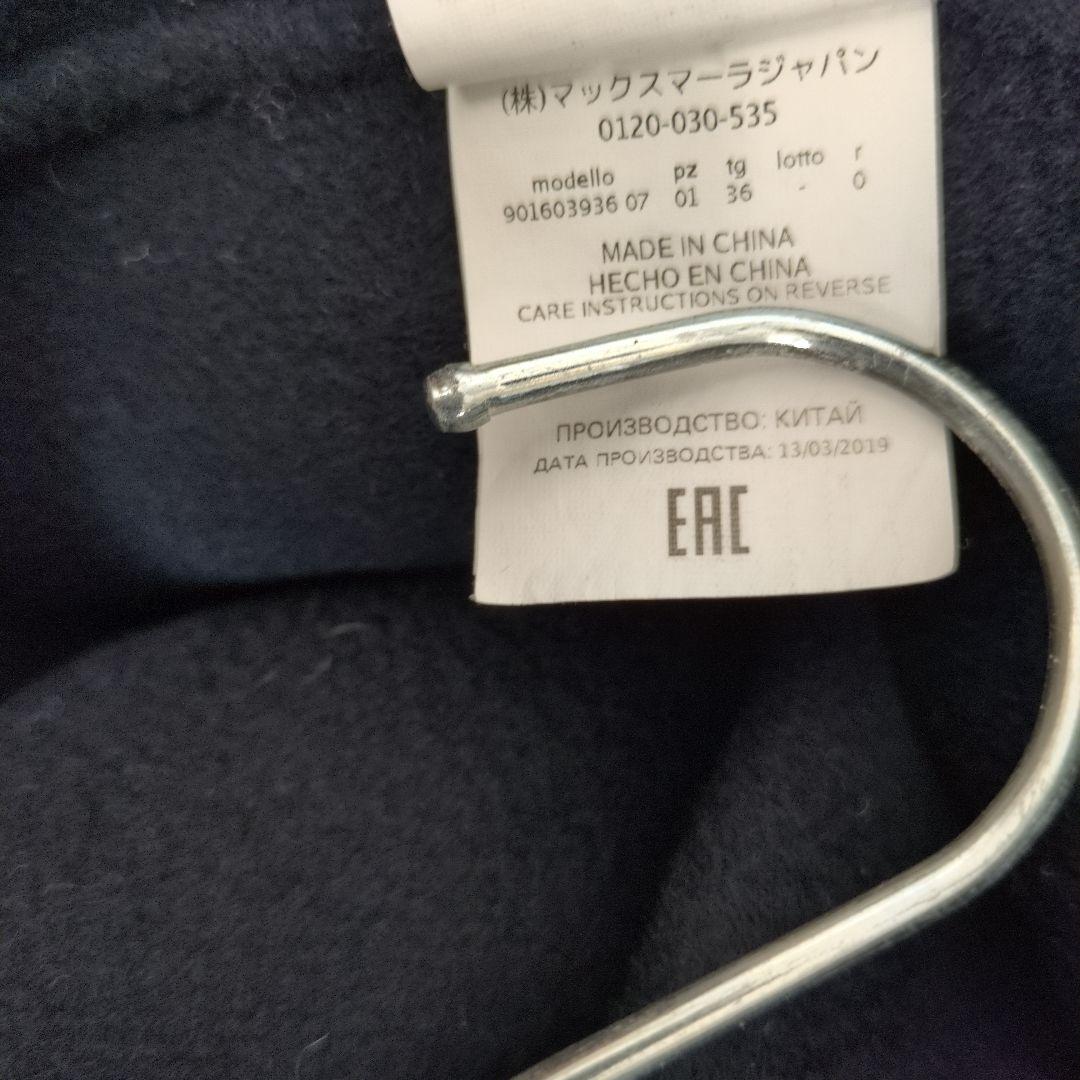 (株)マックスマーラジャパン
0120-030-535
modello pz tg lotto r
901603936 07 01 36 - 0
MADE IN CHINA
HECHO EN CHINA
CARE INSTRUCTIONS ON REVERSE
ПРОИЗВОДСТВО: КИТАЙ
ДАТА ПРОИЗВОДСТВА: 13/03/2019
EAC